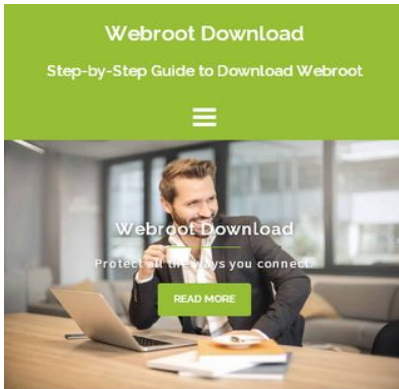 Webroot Download
Step-by-Step Guide to Download Webroot
Webroot Download
Protect all the ways you connect.
READ MORE